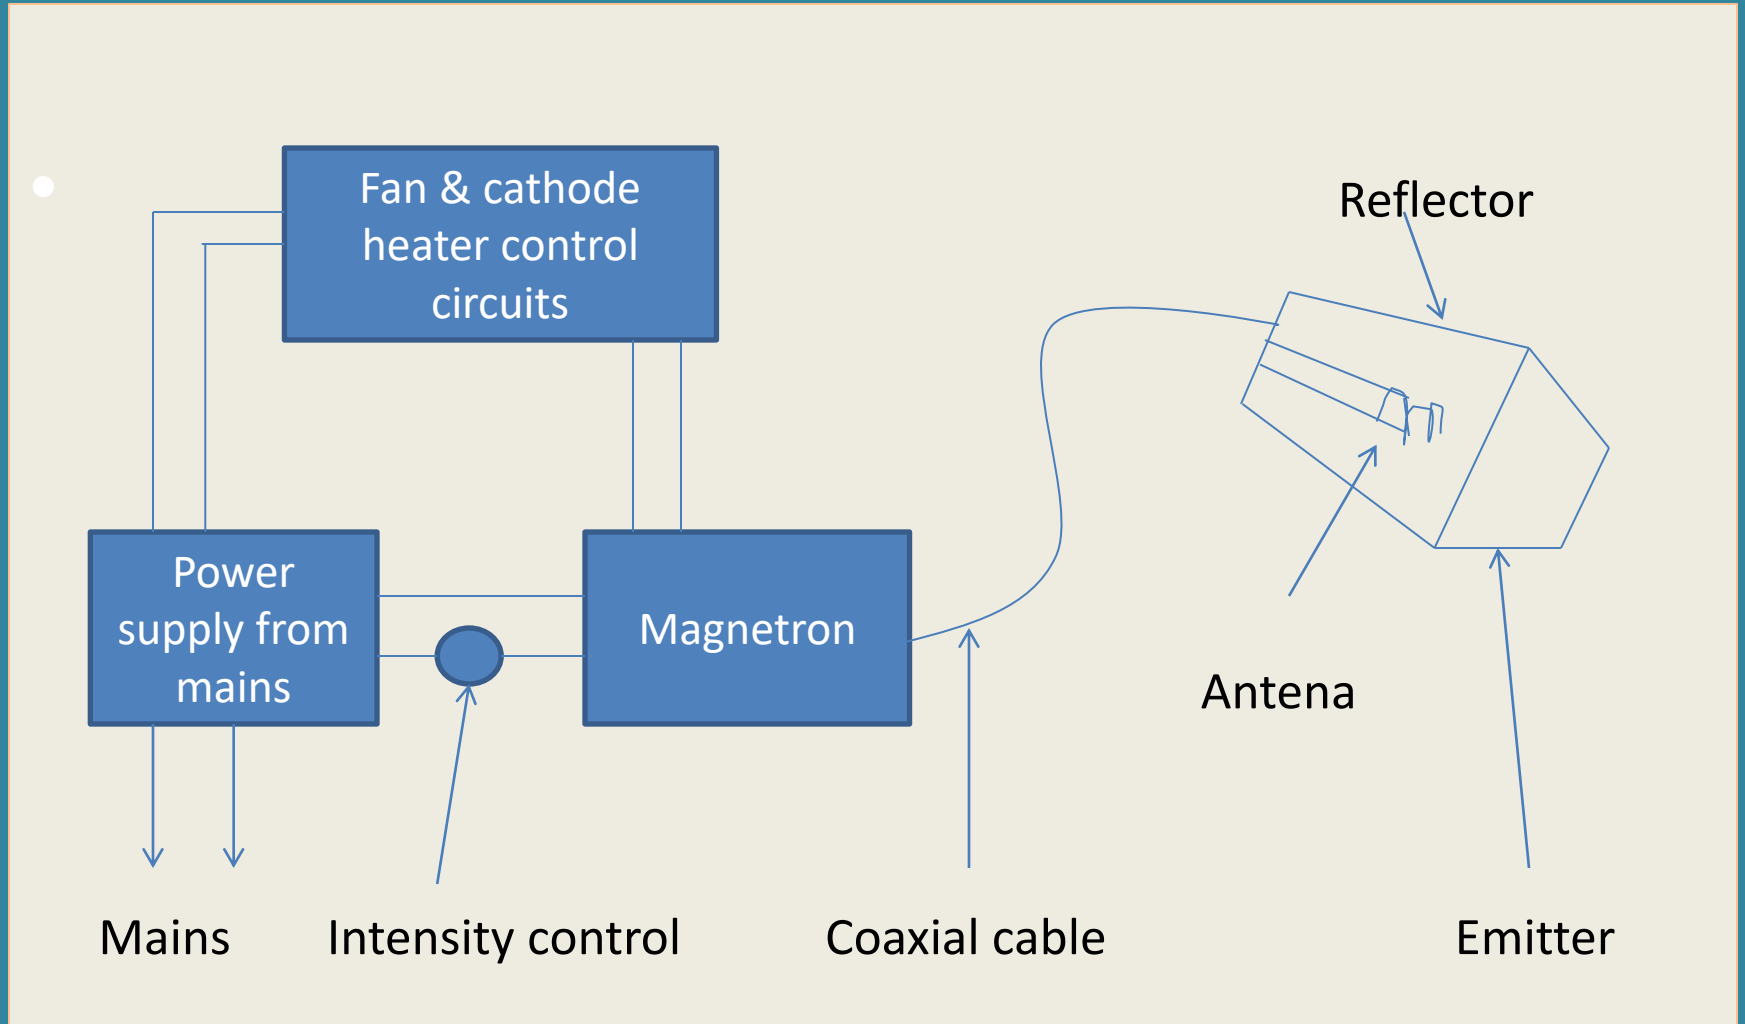 Fan & cathode
heater control
circuits
Reflector
Power
supply from
mains
Magnetron
Antena
Mains
Intensity control
Coaxial cable
Emitter